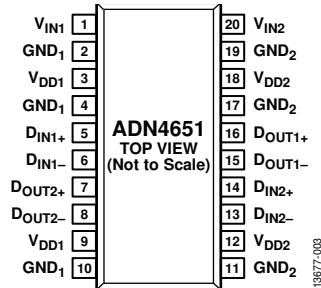 VIN1 1
GND1 2
VDD1 3
GND1 4
DIN1+ 5
DIN1– 6
DOUT2+ 7
DOUT2– 8
VDD1 9
GND1 10
ADN4651
TOP VIEW
(Not to Scale)
20 VIN2
19 GND2
18 VDD2
17 GND2
16 DOUT1+
15 DOUT1–
14 DIN2+
13 DIN2–
12 VDD2
11 GND2
13677-003